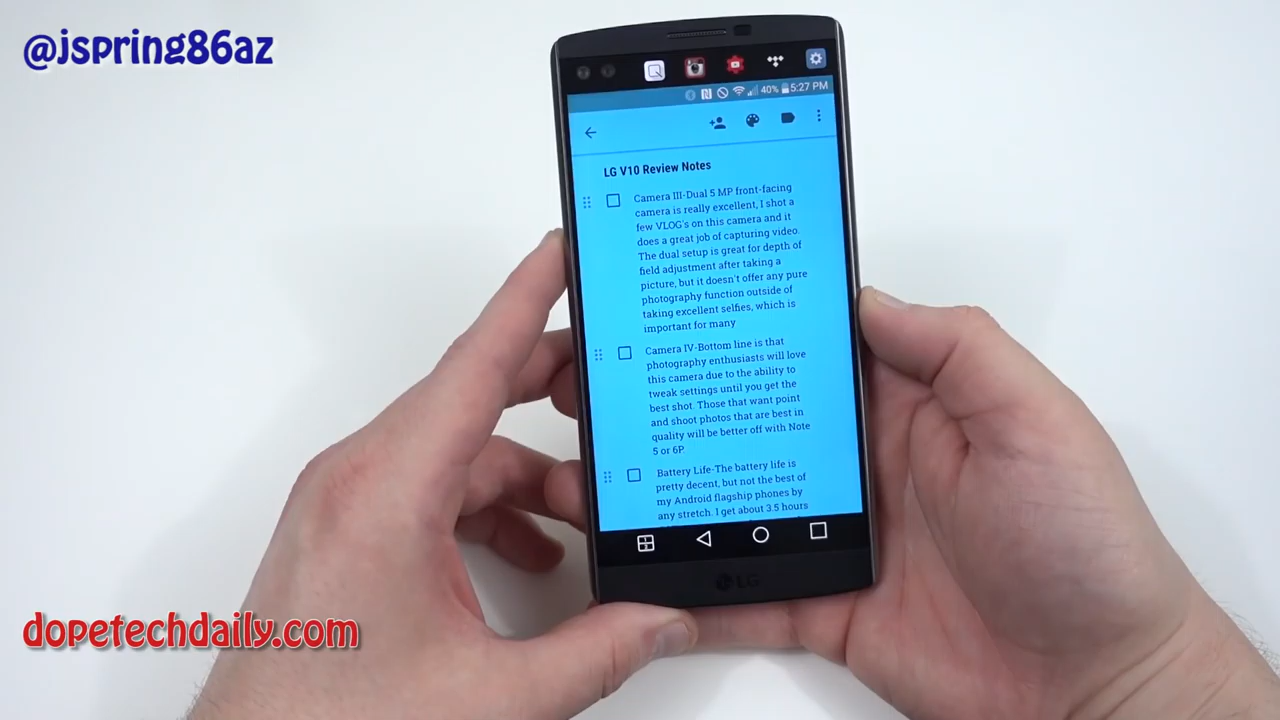 @jspring86az
40% 5:27 PM
LG V10 Review Notes
Camera III-Dual 5 MP front-facing
camera is really excellent, I shot a
few VLOG's on this camera and it
does a great job of capturing video.
The dual setup is great for depth of
field adjustment after taking a
picture, but it doesn't offer any pure
photography function outside of
taking excellent selfies, which is
important for many
Camera IV-Bottom line is that
photography enthusiasts will love
this camera due to the ability to
tweak settings until you get the
best shot. Those that want point
and shoot photos that are best in
quality will be better off with Note
5 or 6P.
Battery Life-The battery life is
pretty decent, but not the best of
my Android flagship phones by
any stretch. I get about 3.5 hours
LG
dopetechdaily.com